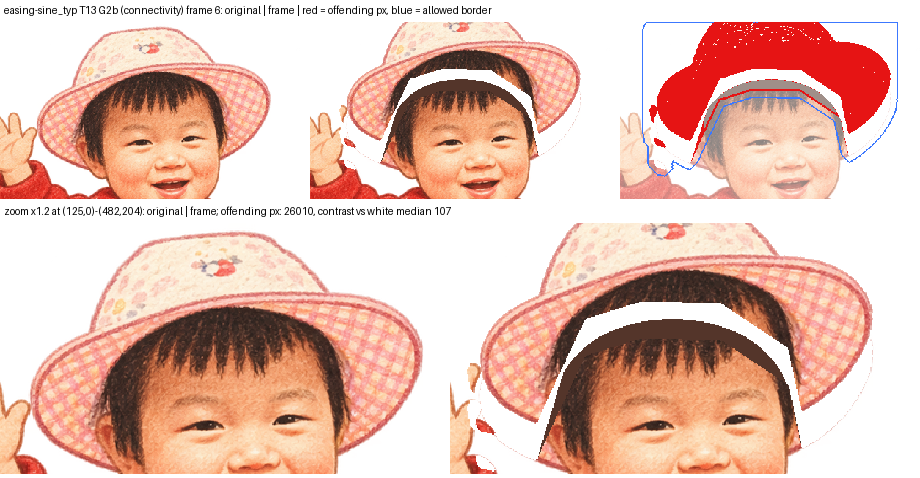 easing-sine_typ T13 G2b (connectivity) frame 6: original | frame | red = offending px, blue = allowed border
zoom x1.2 at (125,0)-(482,204): original | frame; offending px: 26010, contrast vs white median 107